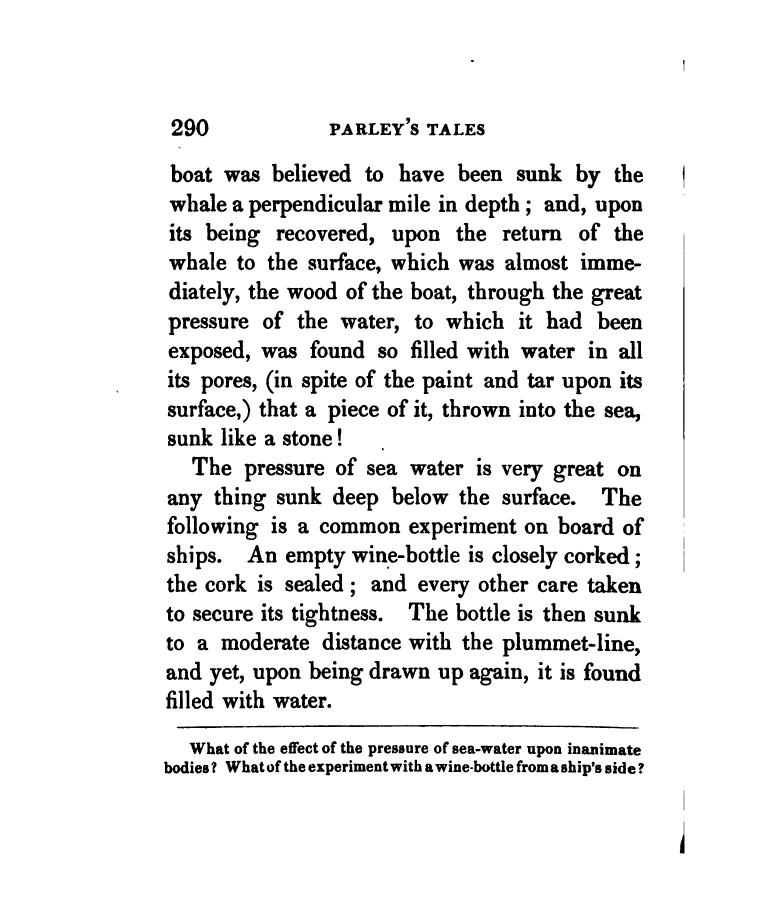 290 PARLEY'S TALES
boat was believed to have been sunk by the
whale a perpendicular mile in depth ; and, upon
its being recovered, upon the return of the
whale to the surface, which was almost imme-
diately, the wood of the boat, through the great
pressure of the water, to which it had been
exposed, was found so filled with water in all
its pores, (in spite of the paint and tar upon its
surface,) that a piece of it, thrown into the sea,
sunk like a stone !
The pressure of sea water is very great on
any thing sunk deep below the surface. The
following is a common experiment on board of
ships. An empty wine-bottle is closely corked ;
the cork is sealed ; and every other care taken
to secure its tightness. The bottle is then sunk
to a moderate distance with the plummet-line,
and yet, upon being drawn up again, it is found
filled with water.
What of the effect of the pressure of sea-water upon inanimate
bodies? What of the experiment with a wine-bottle from a ship's side?